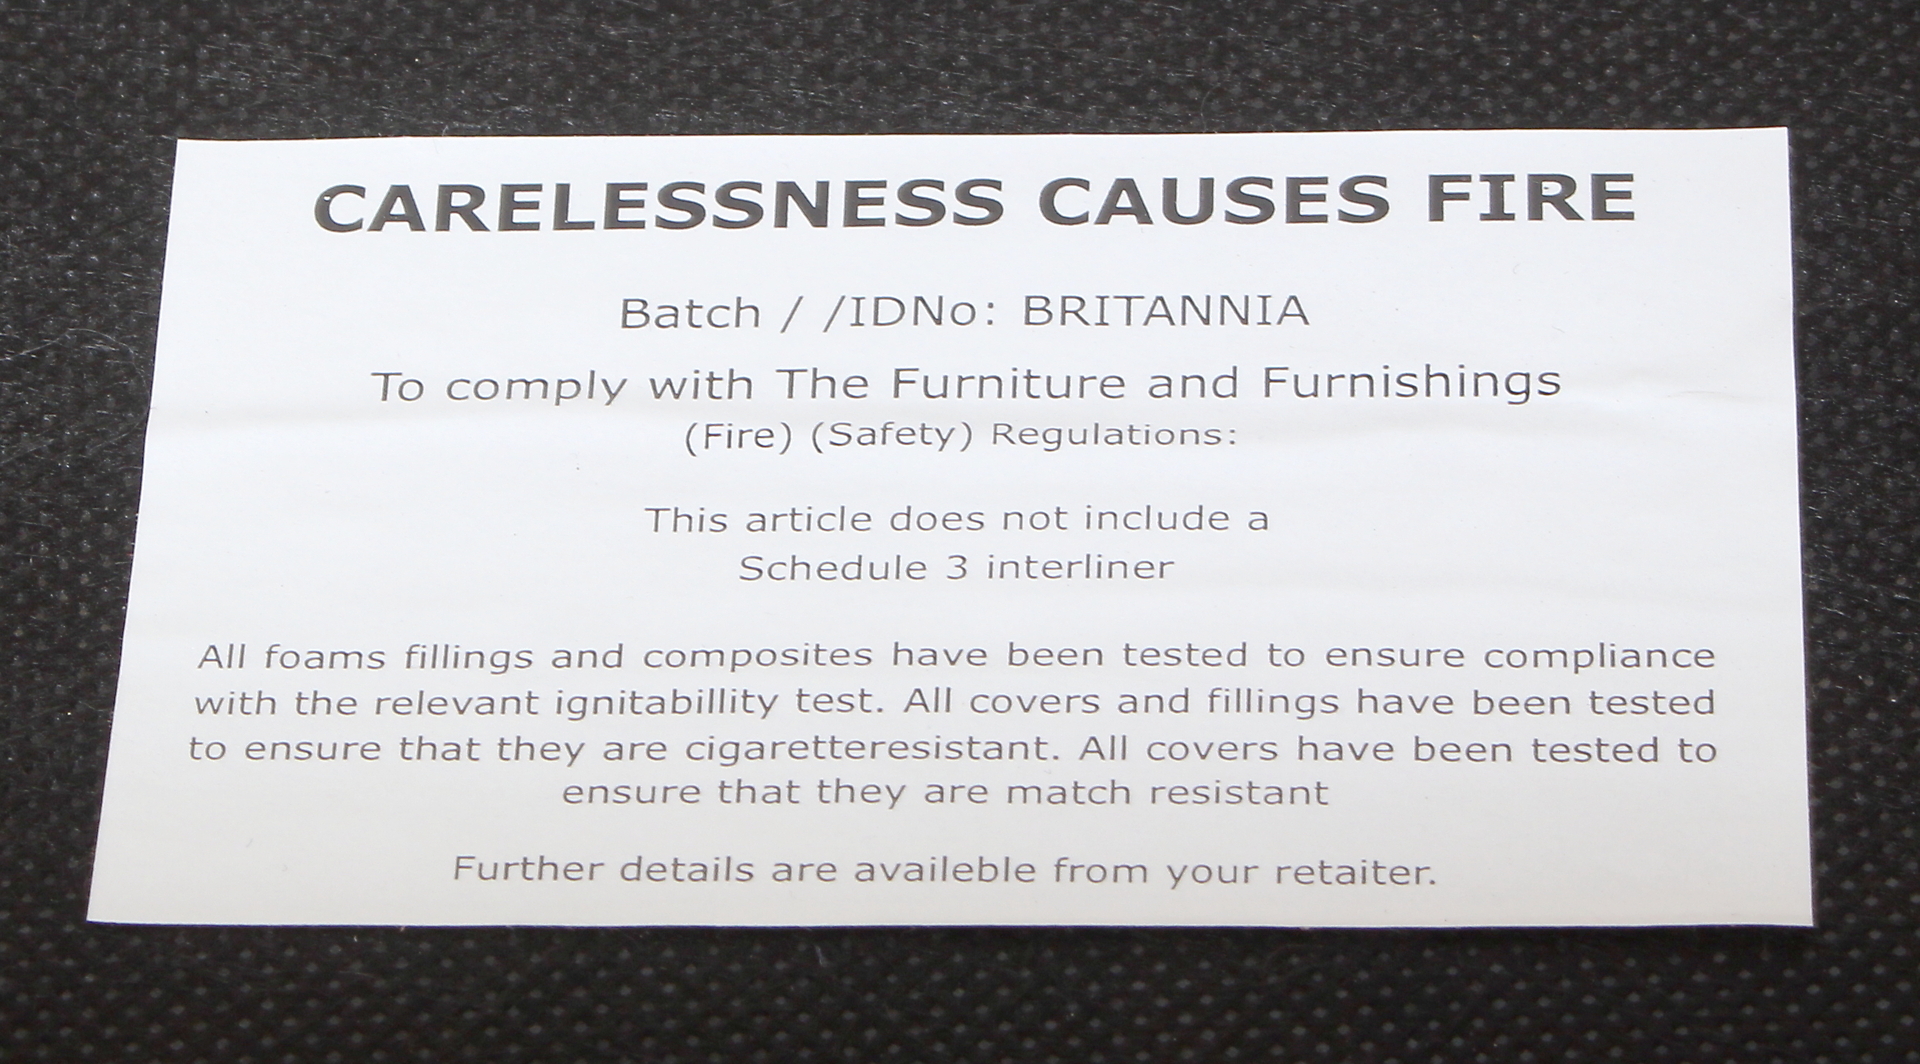 CARELESSNESS CAUSES FIRE
Batch / /IDNo: BRITANNIA
To comply with The Furniture and Furnishings
(Fire) (Safety) Regulations:
This article does not include a
Schedule 3 interliner
All foams fillings and composites have been tested to ensure compliance
with the relevant ignitabillity test. All covers and fillings have been tested
to ensure that they are cigaretteresistant. All covers have been tested to
ensure that they are match resistant
Further details are availeble from your retaiter.